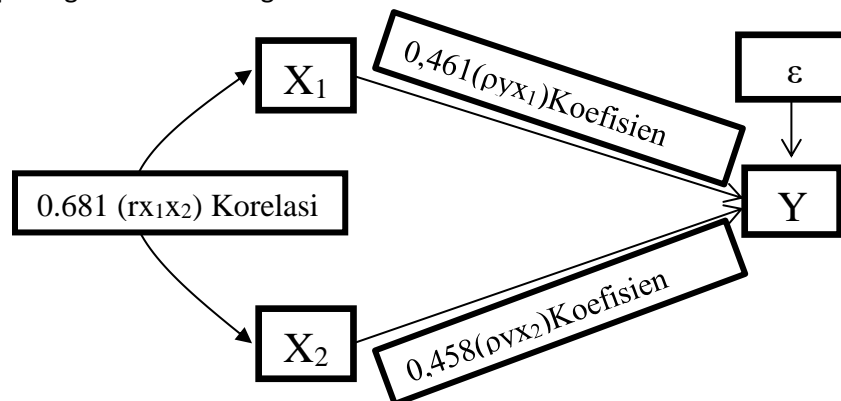 X₁
0,461(ρyx₁)Koefisien
ε
0.681 (rx₁x₂) Korelasi
Y
X₂
0,458(ρyx₂)Koefisien